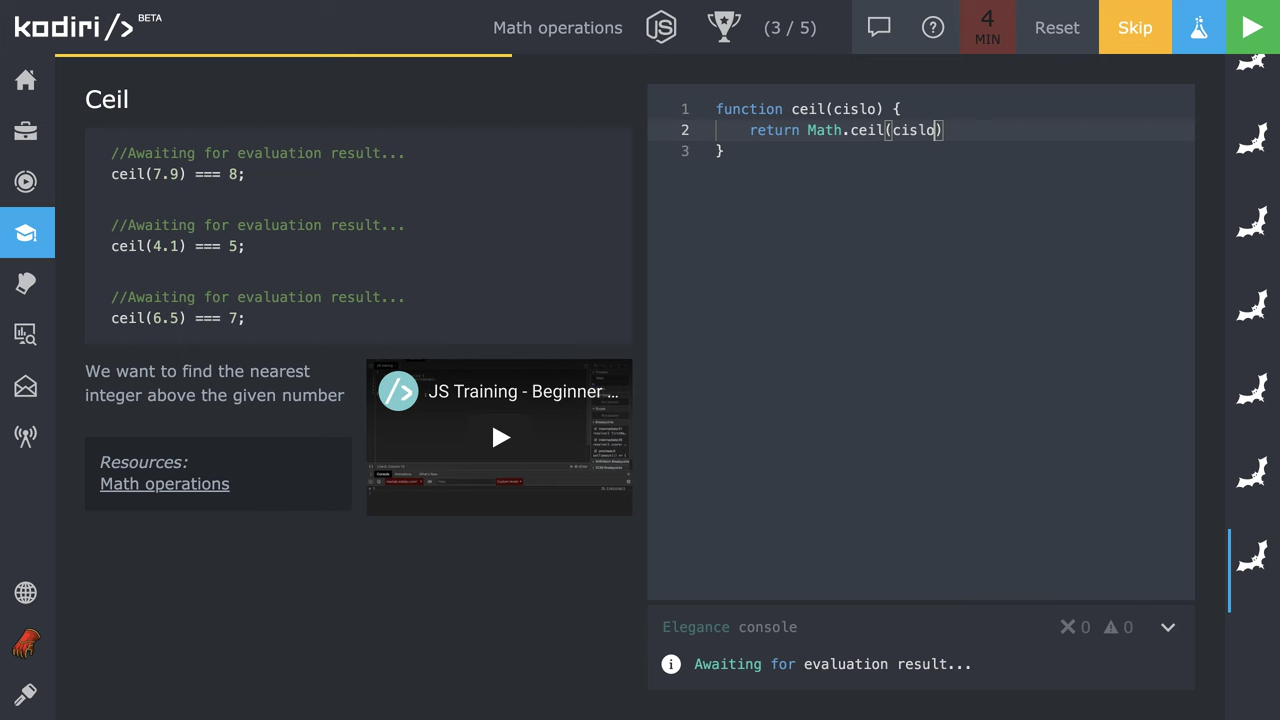 kodiri /> BETA
Math operations
JS
(3 / 5)
4
MIN
Reset
Skip
Ceil
//Awaiting for evaluation result...
ceil(7.9) === 8;
//Awaiting for evaluation result...
ceil(4.1) === 5;
//Awaiting for evaluation result...
ceil(6.5) === 7;
We want to find the nearest
integer above the given number
Resources:
Math operations
/>
JS Training - Beginner ...
1 function ceil(cislo) {
2 return Math.ceil(cislo)
3 }
Elegance console
0
0
Awaiting for evaluation result...